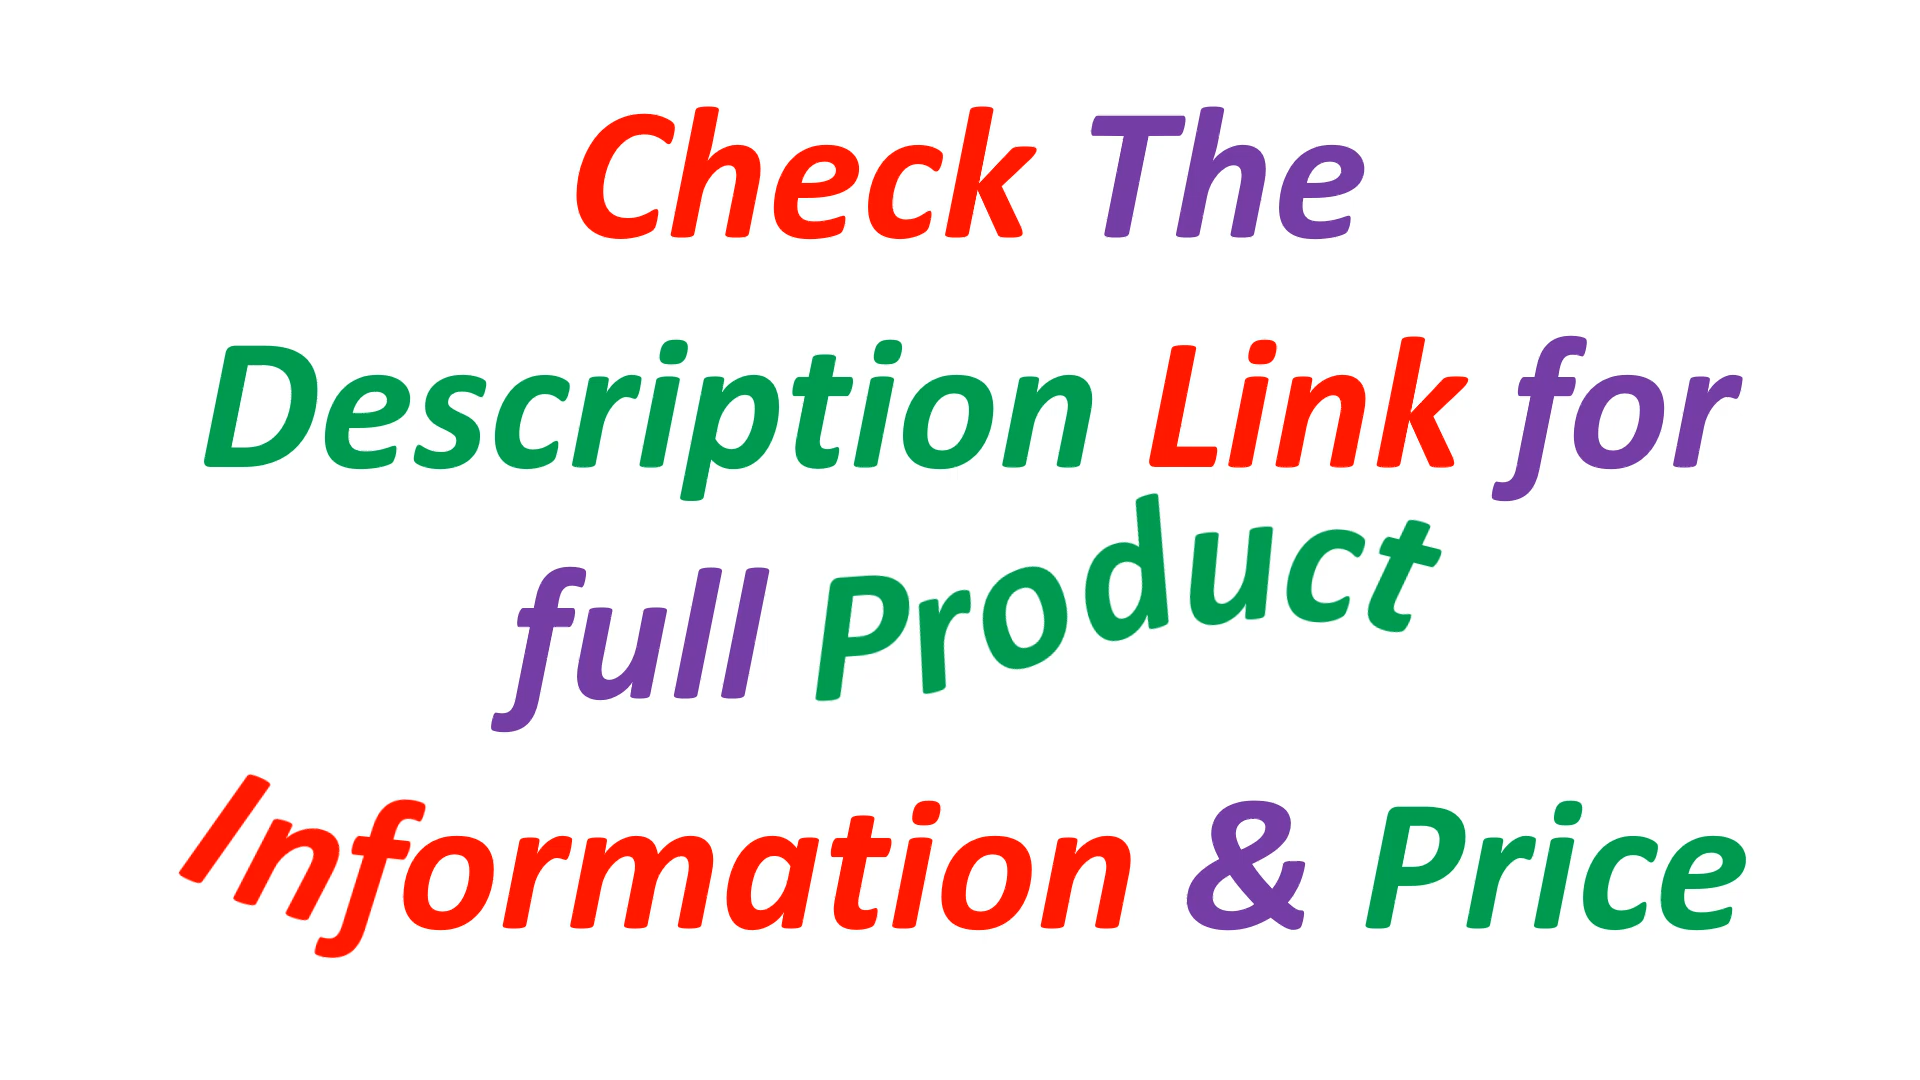 Check The
Description Link for
full Product
Information & Price